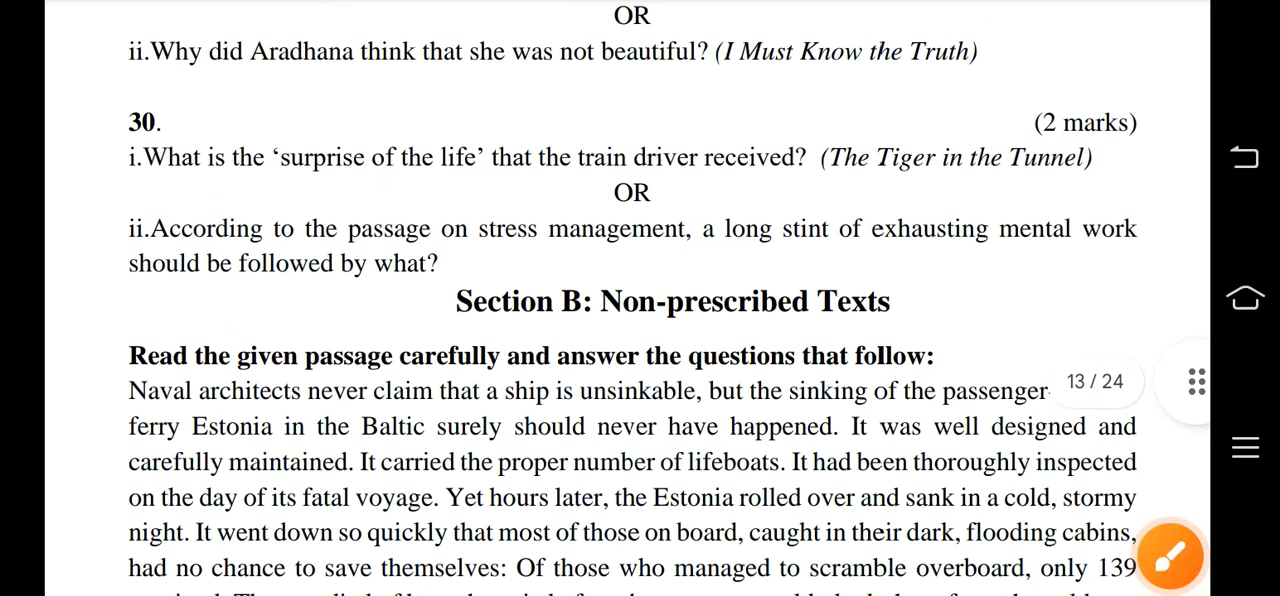 OR
ii.Why did Aradhana think that she was not beautiful? (I Must Know the Truth)
30. (2 marks)
i.What is the ‘surprise of the life’ that the train driver received? (The Tiger in the Tunnel)
OR
ii.According to the passage on stress management, a long stint of exhausting mental work
should be followed by what?
Section B: Non-prescribed Texts
Read the given passage carefully and answer the questions that follow:
Naval architects never claim that a ship is unsinkable, but the sinking of the passenger-
13 / 24
ferry Estonia in the Baltic surely should never have happened. It was well designed and
carefully maintained. It carried the proper number of lifeboats. It had been thoroughly inspected
on the day of its fatal voyage. Yet hours later, the Estonia rolled over and sank in a cold, stormy
night. It went down so quickly that most of those on board, caught in their dark, flooding cabins,
had no chance to save themselves: Of those who managed to scramble overboard, only 139